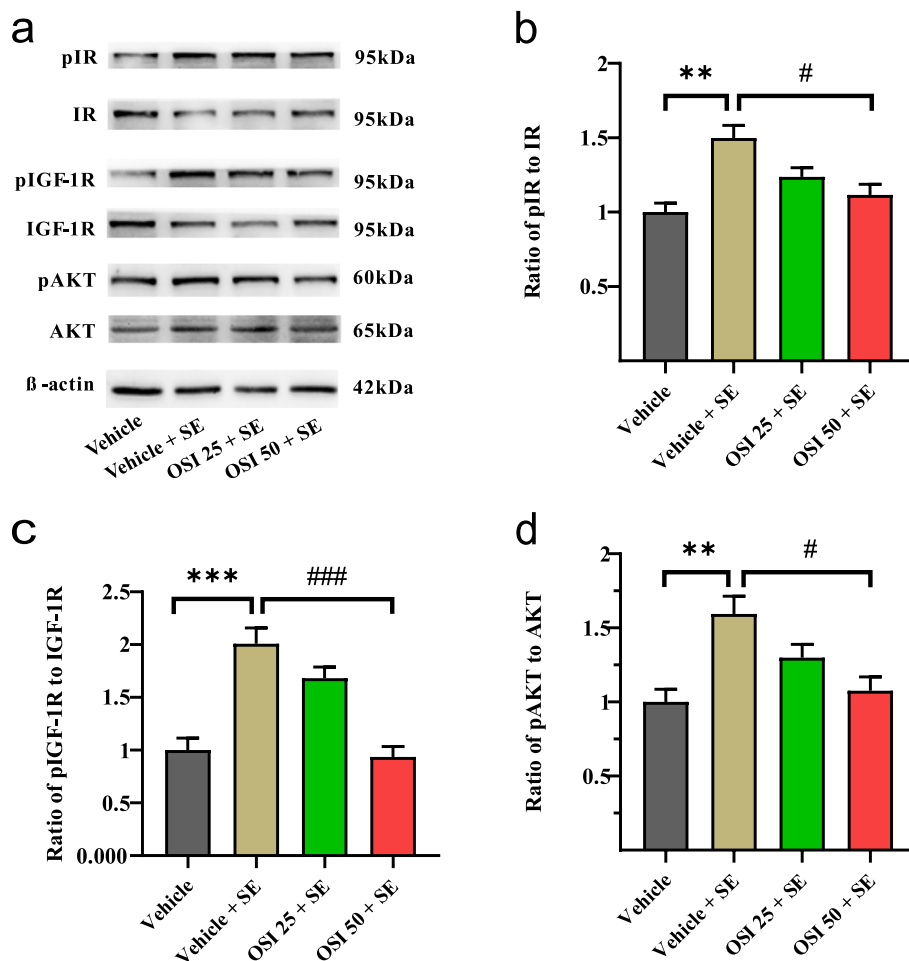 a
pIR 95kDa
IR 95kDa
pIGF-1R 95kDa
IGF-1R 95kDa
pAKT 60kDa
AKT 65kDa
ß-actin 42kDa
Vehicle
Vehicle + SE
OSI 25 + SE
OSI 50 + SE
b
Ratio of pIR to IR
2
1.5
1
0.5
** #
Vehicle
Vehicle + SE
OSI 25 + SE
OSI 50 + SE
c
Ratio of pIGF-1R to IGF-1R
2.5
2
1.5
1
0.5
0.000
*** ###
Vehicle
Vehicle + SE
OSI 25 + SE
OSI 50 + SE
d
Ratio of pAKT to AKT
2
1.5
1
0.5
** #
Vehicle
Vehicle + SE
OSI 25 + SE
OSI 50 + SE